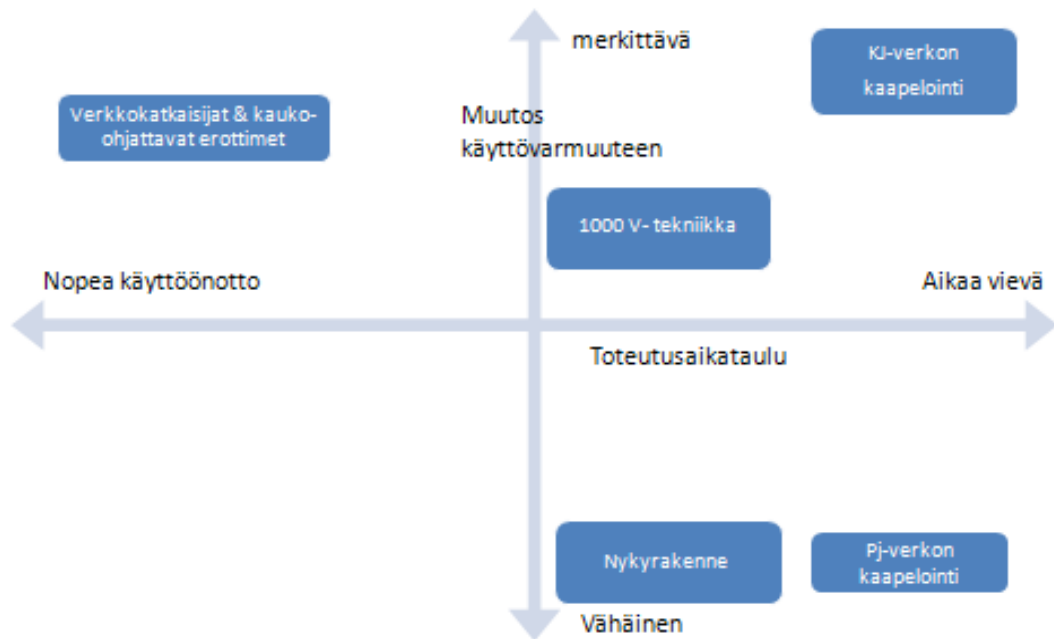 merkittävä
KJ-verkon
kaapelointi
Verkkokatkaisijat & kauko-
ohjattavat erottimet
Muutos
käyttövarmuuteen
1000 V- tekniikka
Nopea käyttöönotto
Aikaa vievä
Toteutusaikataulu
Nykyrakenne
Pj-verkon
kaapelointi
Vähäinen